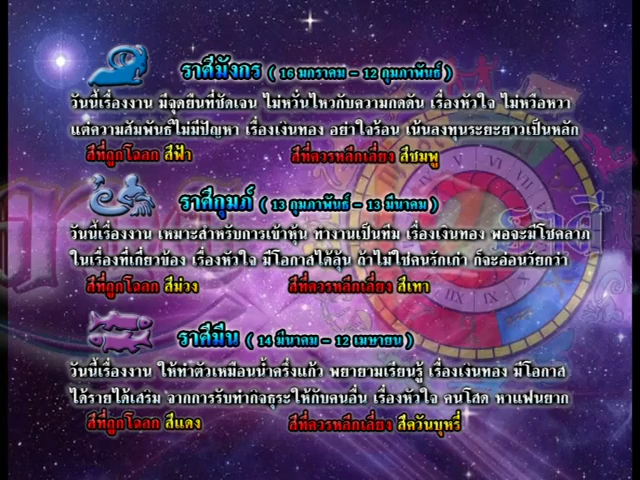 ราศีมังกร ( 16 มกราคม – 12 กุมภาพันธ์ )
วันนี้เรื่องงาน มีจุดยืนที่ชัดเจน ไม่หวั่นไหวกับความกดดัน เรื่องหัวใจ ไม่หวือหวา
แต่ความสัมพันธ์ไม่มีปัญหา เรื่องเงินทอง อย่าใจร้อน เน้นลงทุนระยะยาวเป็นหลัก
สีที่ถูกโฉลก สีฟ้า สีที่ควรหลีกเลี่ยง สีชมพู
ราศีกุมภ์ ( 13 กุมภาพันธ์ – 13 มีนาคม )
วันนี้เรื่องงาน เหมาะสำหรับการเข้าหุ้น ทำงานเป็นทีม เรื่องเงินทอง พอจะมีโชคลาภ
ในเรื่องที่เกี่ยวข้อง เรื่องหัวใจ มีโอกาสได้ลุ้น ถ้าไม่ใช่คนรักเก่า ก็จะอ่อนวัยกว่า
สีที่ถูกโฉลก สีม่วง สีที่ควรหลีกเลี่ยง สีเทา
ราศีมีน ( 14 มีนาคม – 12 เมษายน )
วันนี้เรื่องงาน ให้ทำตัวเหมือนน้ำครึ่งแก้ว พยายามเรียนรู้ เรื่องเงินทอง มีโอกาส
ได้รายได้เสริม จากการรับทำกิจธุระให้กับคนอื่น เรื่องหัวใจ คนโสด หาแฟนยาก
สีที่ถูกโฉลก สีแดง สีที่ควรหลีกเลี่ยง สีควันบุหรี่